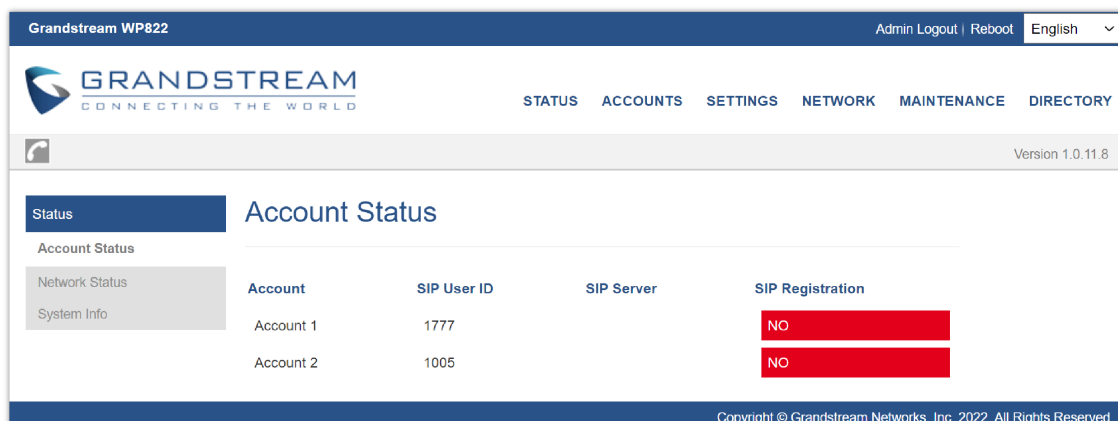 Grandstream WP822
Admin Logout | Reboot English
GRANDSTREAM
CONNECTING THE WORLD
STATUS ACCOUNTS SETTINGS NETWORK MAINTENANCE DIRECTORY
Version 1.0.11.8
Status
Account Status
Network Status
System Info
Account Status
Account SIP User ID SIP Server SIP Registration
Account 1 1777 NO
Account 2 1005 NO
Copyright © Grandstream Networks, Inc. 2022. All Rights Reserved.